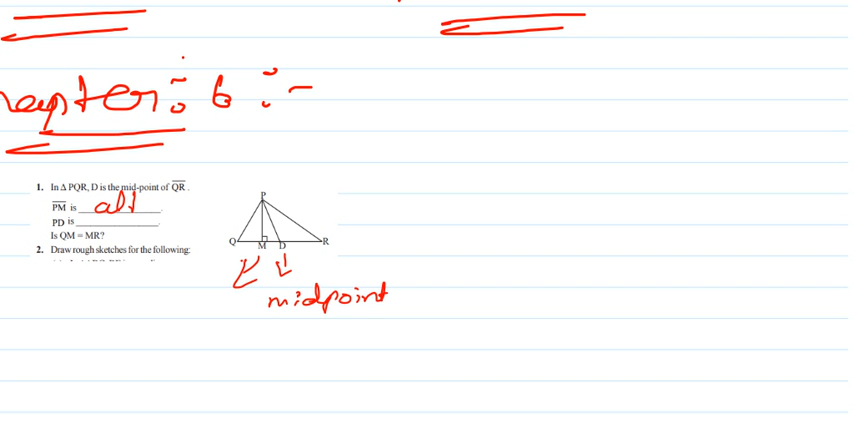 hapter: 6 :-
1. In Δ PQR, D is the mid-point of QR.
PM is alt.
PD is
Is QM = MR?
2. Draw rough sketches for the following:
P
Q M D R
midpoint